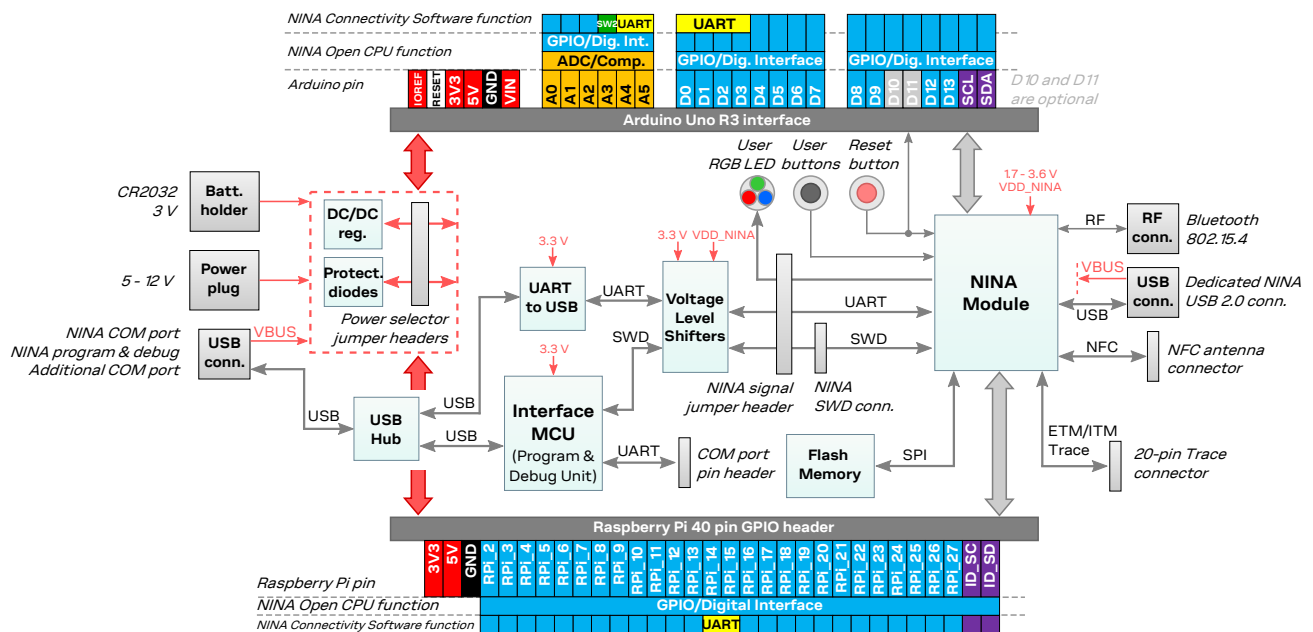 NINA Connectivity Software function
SW2 UART
UART
NINA Open CPU function
GPIO/Dig. Int.
ADC/Comp.
GPIO/Dig. Interface
GPIO/Dig. Interface
Arduino pin
IOREF RESET 3V3 5V GND VIN
A0 A1 A2 A3 A4 A5
D0 D1 D2 D3 D4 D5 D6 D7
D8 D9 D10 D11 D12 D13 SCL SDA
D10 and D11
are optional
Arduino Uno R3 interface
User
RGB LED
User
buttons
Reset
button
1.7 - 3.6 V
VDD_NINA
CR2032
3 V
Batt.
holder
DC/DC
reg.
5 - 12 V
Power
plug
Protect.
diodes
Power selector
jumper headers
NINA COM port
NINA program & debug
Additional COM port
USB
conn.
VBUS
3.3 V
UART
to USB
UART
3.3 V
VDD_NINA
Voltage
Level
Shifters
UART
SWD
SWD
NINA signal
jumper header
NINA
SWD conn.
NINA
Module
RF
RF
conn.
Bluetooth
802.15.4
VBUS
USB
USB
conn.
Dedicated NINA
USB 2.0 conn.
NFC
NFC antenna
connector
USB
USB
Hub
USB
USB
3.3 V
Interface
MCU
(Program &
Debug Unit)
UART
COM port
pin header
Flash
Memory
SPI
ETM/ITM
Trace
20-pin Trace
connector
Raspberry Pi 40 pin GPIO header
Raspberry Pi pin
3V3 5V GND RPi_2 RPi_3 RPi_4 RPi_5 RPi_6 RPi_7 RPi_8 RPi_9 RPi_10 RPi_11 RPi_12 RPi_13 RPi_14 RPi_15 RPi_16 RPi_17 RPi_18 RPi_19 RPi_20 RPi_21 RPi_22 RPi_23 RPi_24 RPi_25 RPi_26 RPi_27 ID_SC ID_SD
NINA Open CPU function
GPIO/Digital Interface
NINA Connectivity Software function
UART